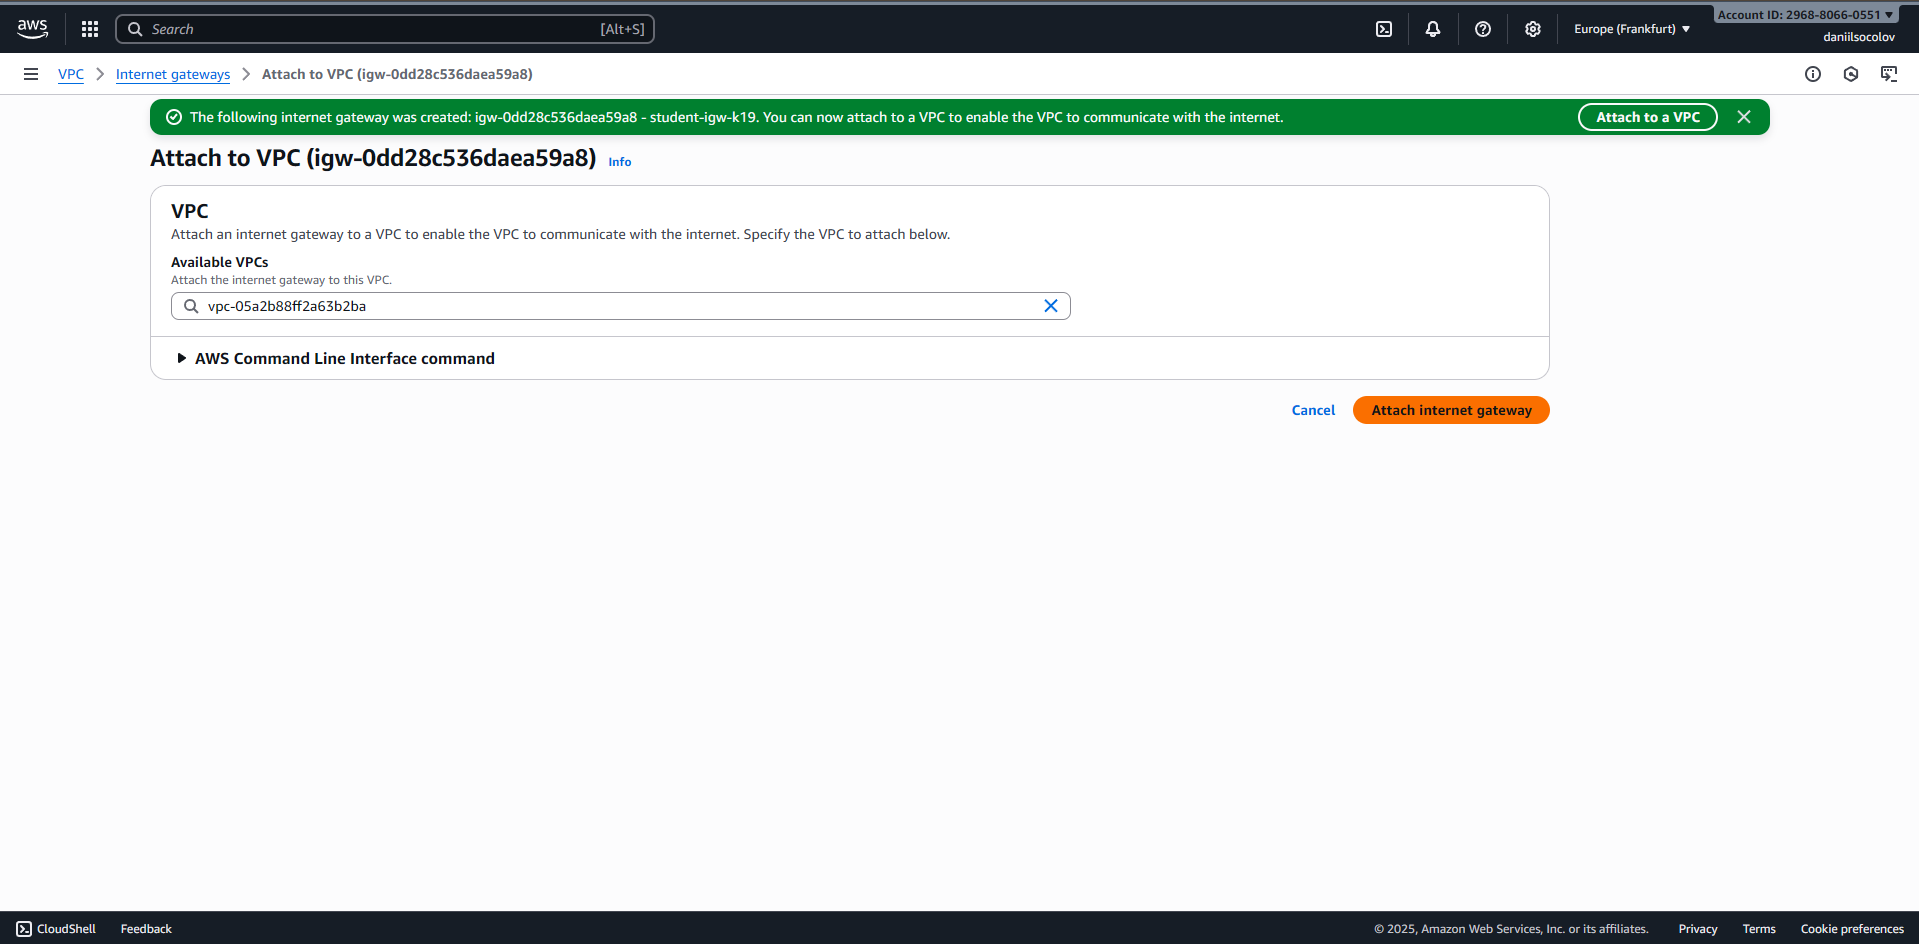 aws
Search
[Alt+S]
Europe (Frankfurt)
Account ID: 2968-8066-0551
daniilsocolov
VPC
Internet gateways
Attach to VPC (igw-0dd28c536daea59a8)
The following internet gateway was created: igw-0dd28c536daea59a8 - student-igw-k19. You can now attach to a VPC to enable the VPC to communicate with the internet.
Attach to a VPC
Attach to VPC (igw-0dd28c536daea59a8)
Info
VPC
Attach an internet gateway to a VPC to enable the VPC to communicate with the internet. Specify the VPC to attach below.
Available VPCs
Attach the internet gateway to this VPC.
vpc-05a2b88ff2a63b2ba
AWS Command Line Interface command
Cancel
Attach internet gateway
CloudShell
Feedback
© 2025, Amazon Web Services, Inc. or its affiliates.
Privacy
Terms
Cookie preferences